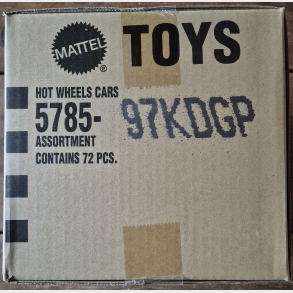 MATTEL ® TOYS
HOT WHEELS CARS
5785- 97KDGP
ASSORTMENT
CONTAINS 72 PCS.